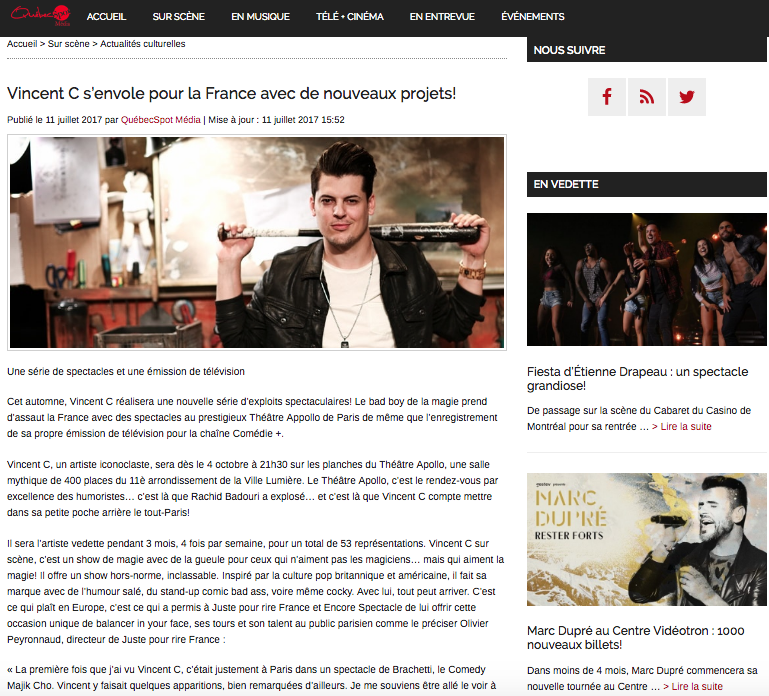 QuébecSpot
Média
ACCUEIL
SUR SCÈNE
EN MUSIQUE
TÉLÉ + CINÉMA
EN ENTREVUE
ÉVÉNEMENTS
Accueil > Sur scène > Actualités culturelles
Vincent C s'envole pour la France avec de nouveaux projets!
Publié le 11 juillet 2017 par QuébecSpot Média | Mise à jour : 11 juillet 2017 15:52
Une série de spectacles et une émission de télévision
Cet automne, Vincent C réalisera une nouvelle série d'exploits spectaculaires! Le bad boy de la magie prend
d'assaut la France avec des spectacles au prestigieux Théâtre Appollo de Paris de même que l'enregistrement
de sa propre émission de télévision pour la chaîne Comédie +.
Vincent C, un artiste iconoclaste, sera dès le 4 octobre à 21h30 sur les planches du Théâtre Apollo, une salle
mythique de 400 places du 11è arrondissement de la Ville Lumière. Le Théâtre Apollo, c'est le rendez-vous par
excellence des humoristes… c'est là que Rachid Badouri a explosé… et c'est là que Vincent C compte mettre
dans sa petite poche arrière le tout-Paris!
Il sera l'artiste vedette pendant 3 mois, 4 fois par semaine, pour un total de 53 représentations. Vincent C sur
scène, c'est un show de magie avec de la gueule pour ceux qui n'aiment pas les magiciens… mais qui aiment la
magie! Il offre un show hors-norme, inclassable. Inspiré par la culture pop britannique et américaine, il fait sa
marque avec de l'humour salé, du stand-up comic bad ass, voire même cocky. Avec lui, tout peut arriver. C'est
ce qui plaît en Europe, c'est ce qui a permis à Juste pour rire France et Encore Spectacle de lui offrir cette
occasion unique de balancer in your face, ses tours et son talent au public parisien comme le préciser Olivier
Peyronnaud, directeur de Juste pour rire France :
« La première fois que j'ai vu Vincent C, c'était justement à Paris dans un spectacle de Brachetti, le Comedy
Majik Cho. Vincent y faisait quelques apparitions, bien remarquées d'ailleurs. Je me souviens être allé le voir à
NOUS SUIVRE
EN VEDETTE
Fiesta d'Étienne Drapeau : un spectacle
grandiose!
De passage sur la scène du Cabaret du Casino de
Montréal pour sa rentrée … > Lire la suite
présente
MARC
DUPRÉ
RESTER FORTS
Marc Dupré au Centre Vidéotron : 1000
nouveaux billets!
Dans moins de 4 mois, Marc Dupré commencera sa
nouvelle tournée au Centre … > Lire la suite